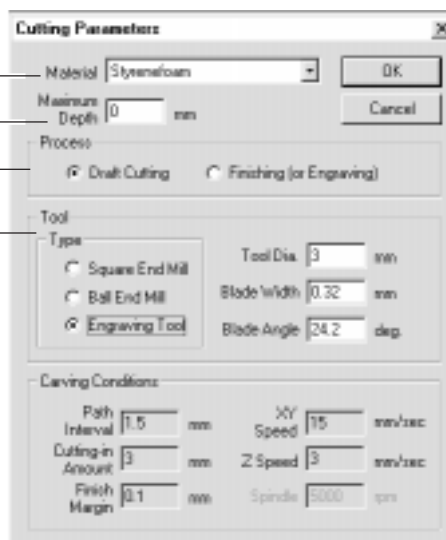 Cutting Parameters
Material Styrenefoam OK
Maximum Depth 0 mm Cancel
Process
Draft Cutting Finishing (or Engraving)
Tool
Type
Square End Mill
Ball End Mill
Engraving Tool
Tool Dia. 3 mm
Blade Width 0.32 mm
Blade Angle 24.2 deg.
Carving Conditions
Path Interval 1.5 mm XY Speed 15 mm/sec
Cutting-in Amount 3 mm Z Speed 3 mm/sec
Finish Margin 0.1 mm Spindle 5000 rpm